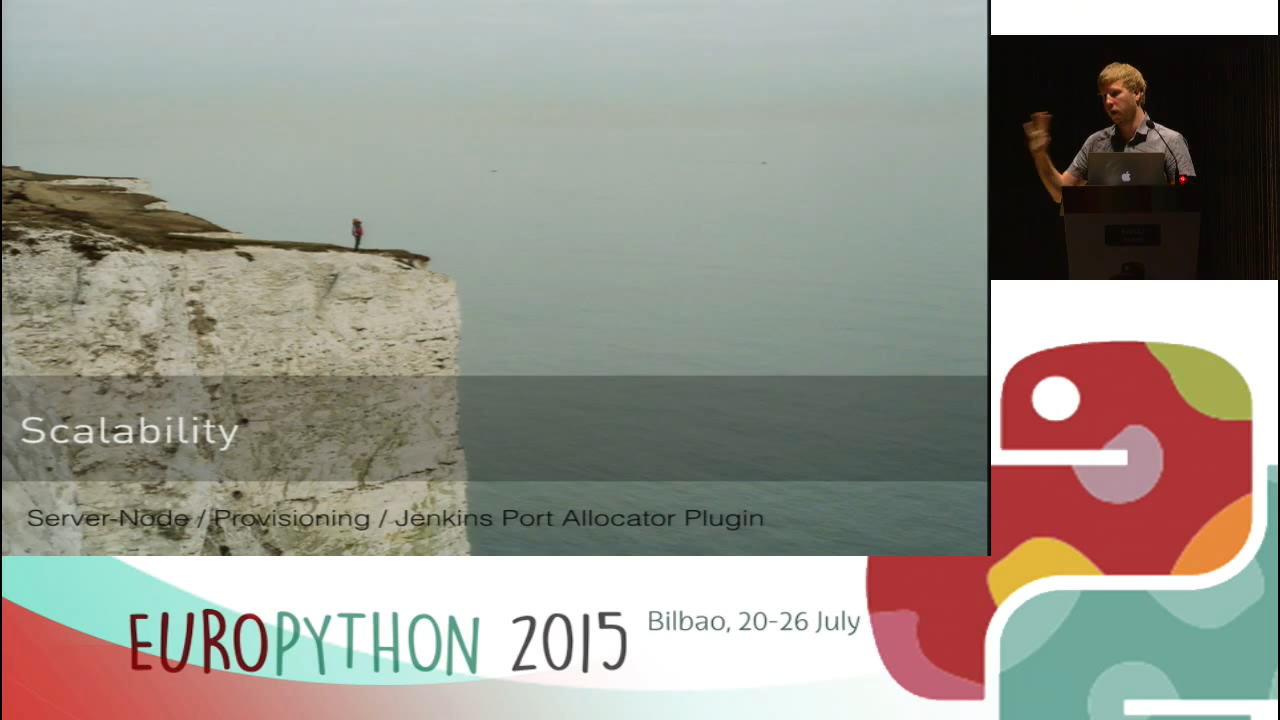 Scalability
Server-Node / Provisioning / Jenkins Port Allocator Plugin
EUROPYTHON 2015
Bilbao, 20-26 July